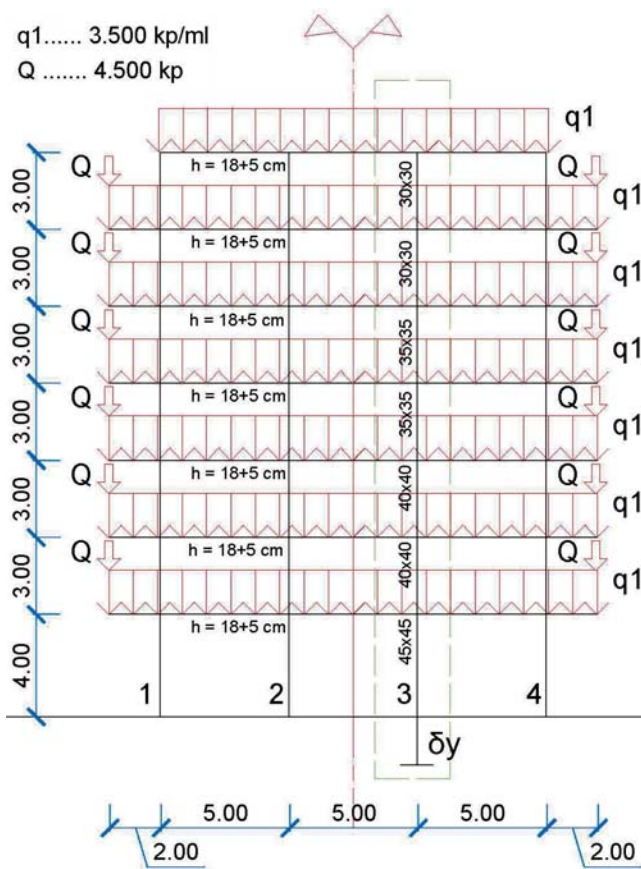 q1...... 3.500 kp/ml
Q ....... 4.500 kp
q1
h = 18+5 cm
Q
Q
3.00
30x30
q1
h = 18+5 cm
Q
Q
3.00
30x30
q1
h = 18+5 cm
Q
Q
3.00
35x35
q1
h = 18+5 cm
Q
Q
3.00
35x35
q1
h = 18+5 cm
Q
Q
3.00
40x40
q1
h = 18+5 cm
Q
Q
3.00
40x40
q1
h = 18+5 cm
4.00
45x45
1
2
3
4
δy
5.00
5.00
5.00
2.00
2.00